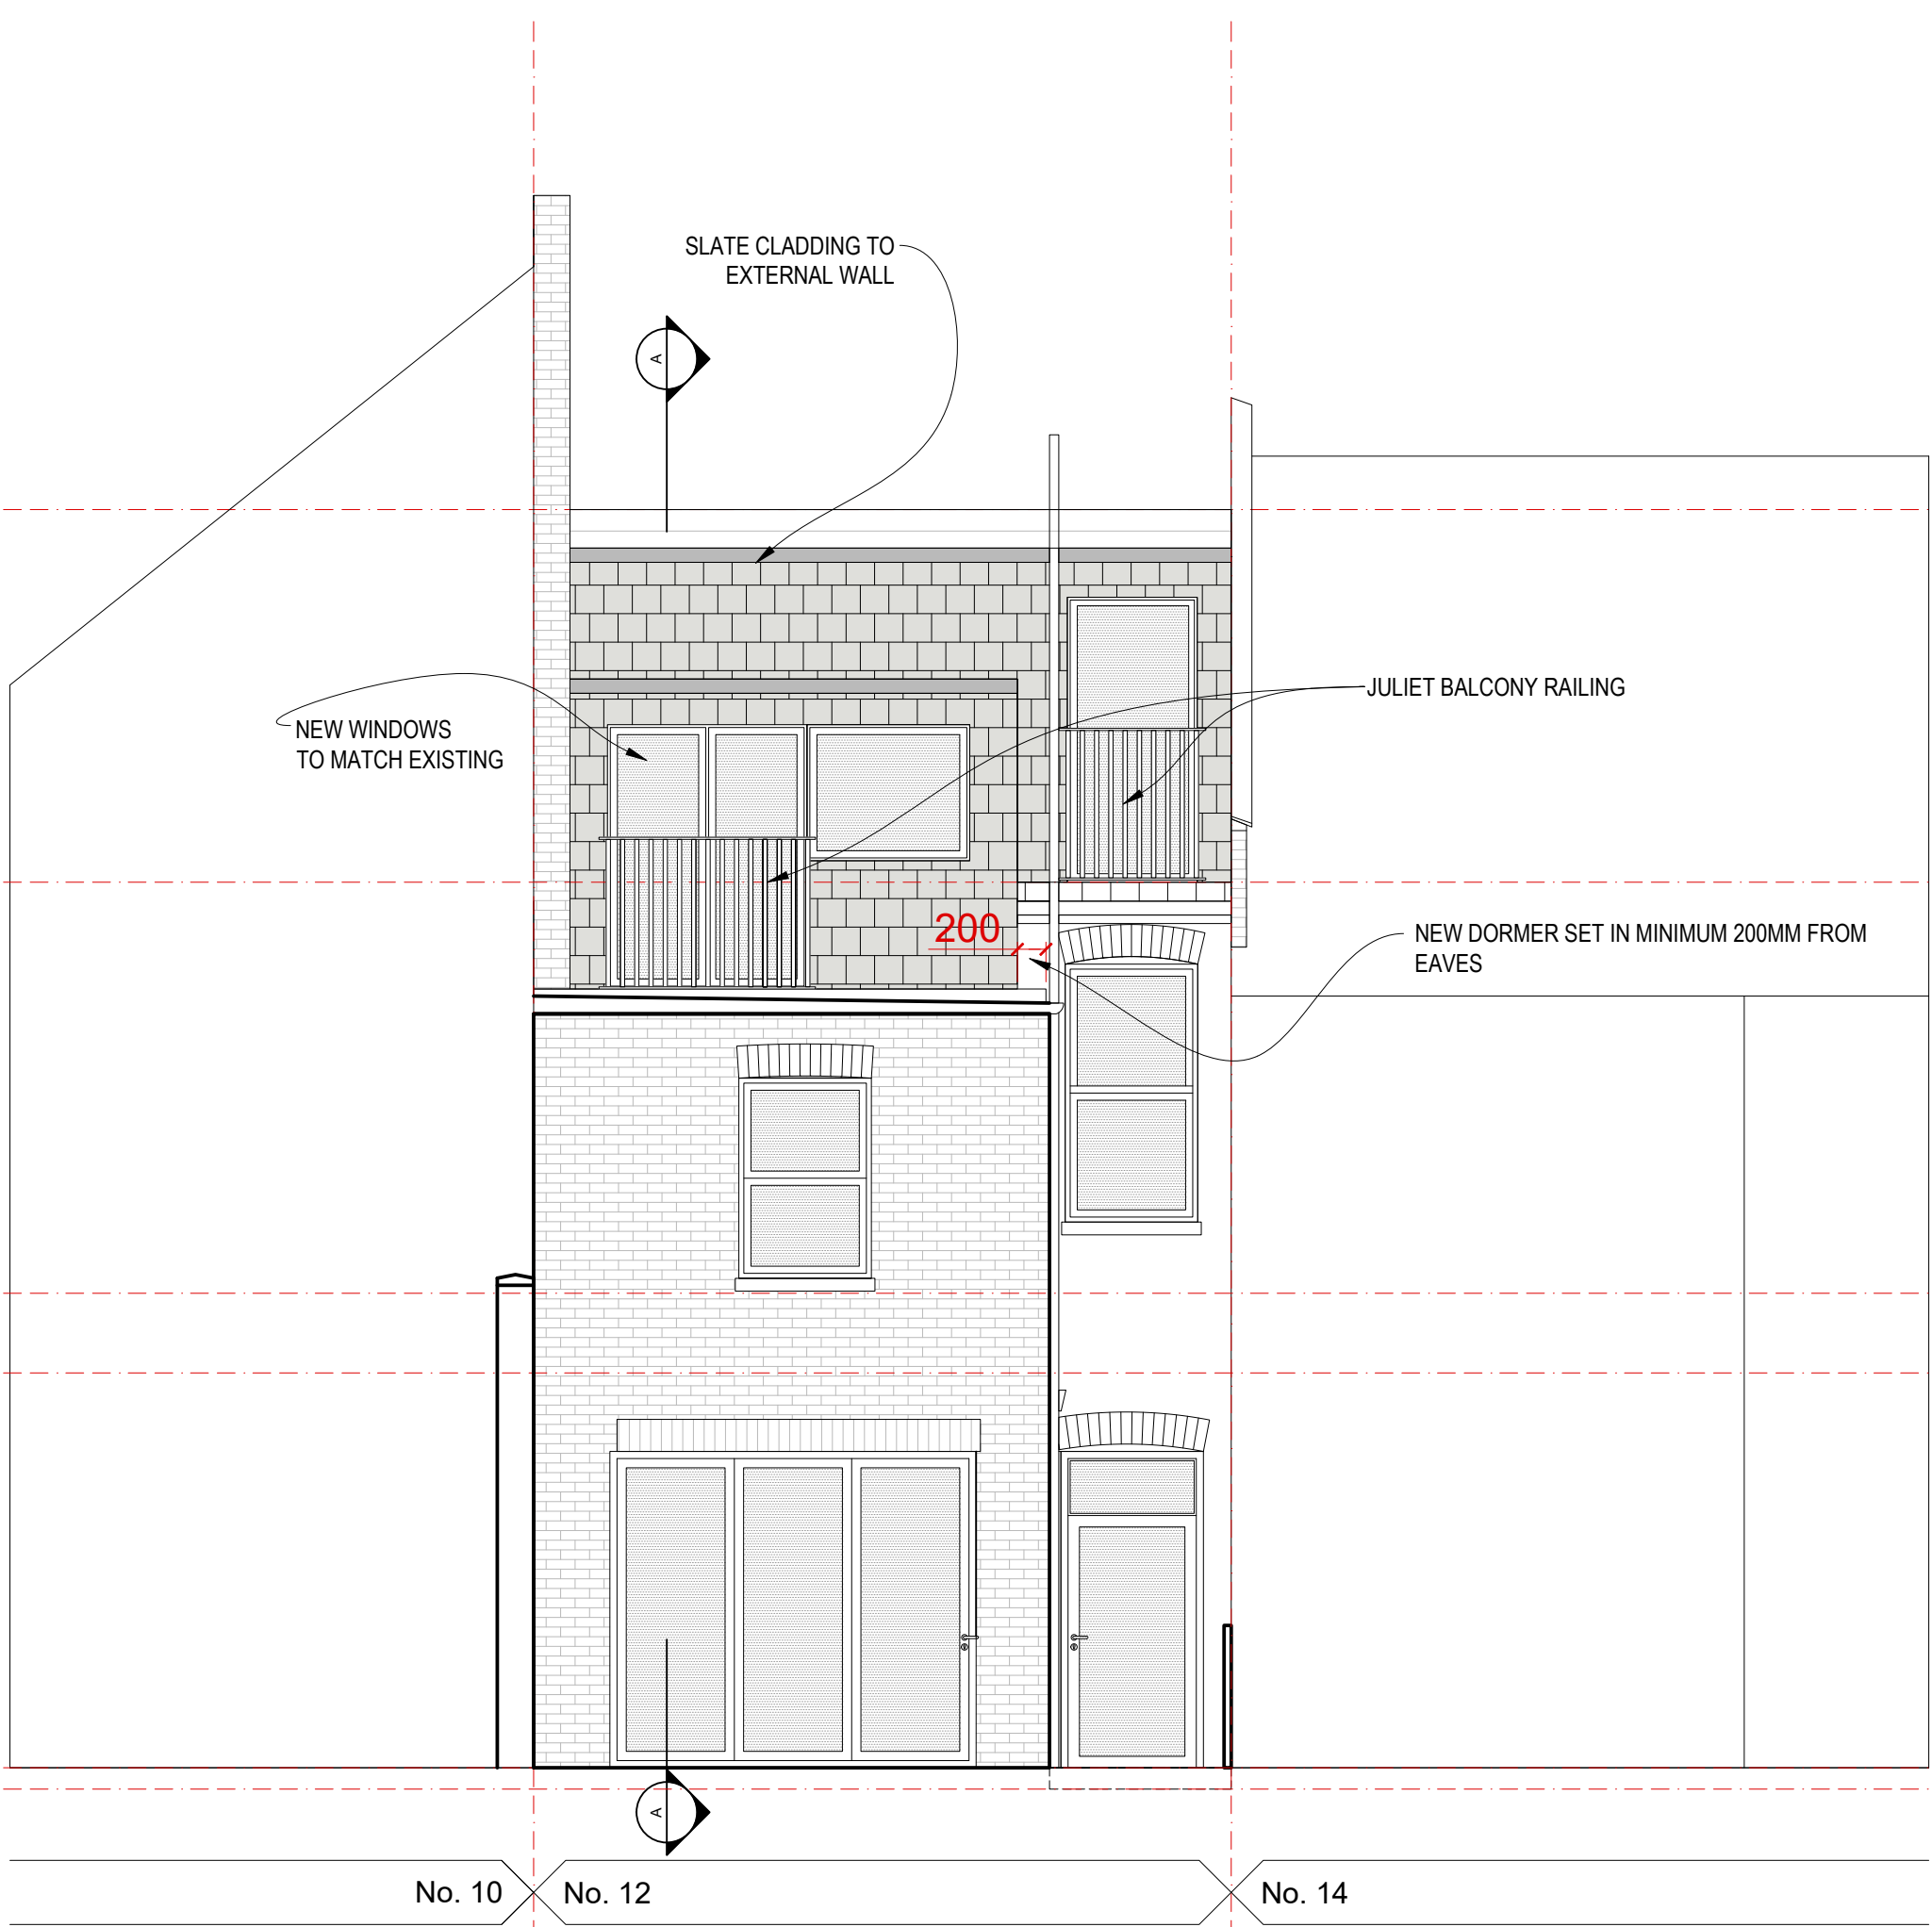 SLATE CLADDING TO
EXTERNAL WALL
A
JULIET BALCONY RAILING
NEW WINDOWS
TO MATCH EXISTING
200
NEW DORMER SET IN MINIMUM 200MM FROM
EAVES
A
No. 10
No. 12
No. 14